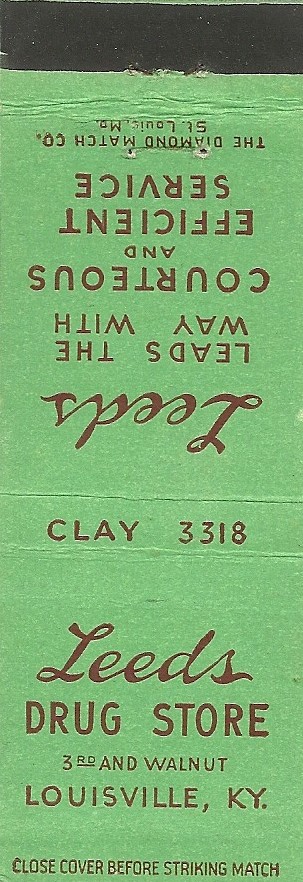 Leeds
LEADS THE
WAY WITH
COURTEOUS
AND
EFFICIENT
SERVICE
THE DIAMOND MATCH CO.
St. Louis, Mo.
CLAY 3318
Leeds
DRUG STORE
3RD AND WALNUT
LOUISVILLE, KY.
CLOSE COVER BEFORE STRIKING MATCH